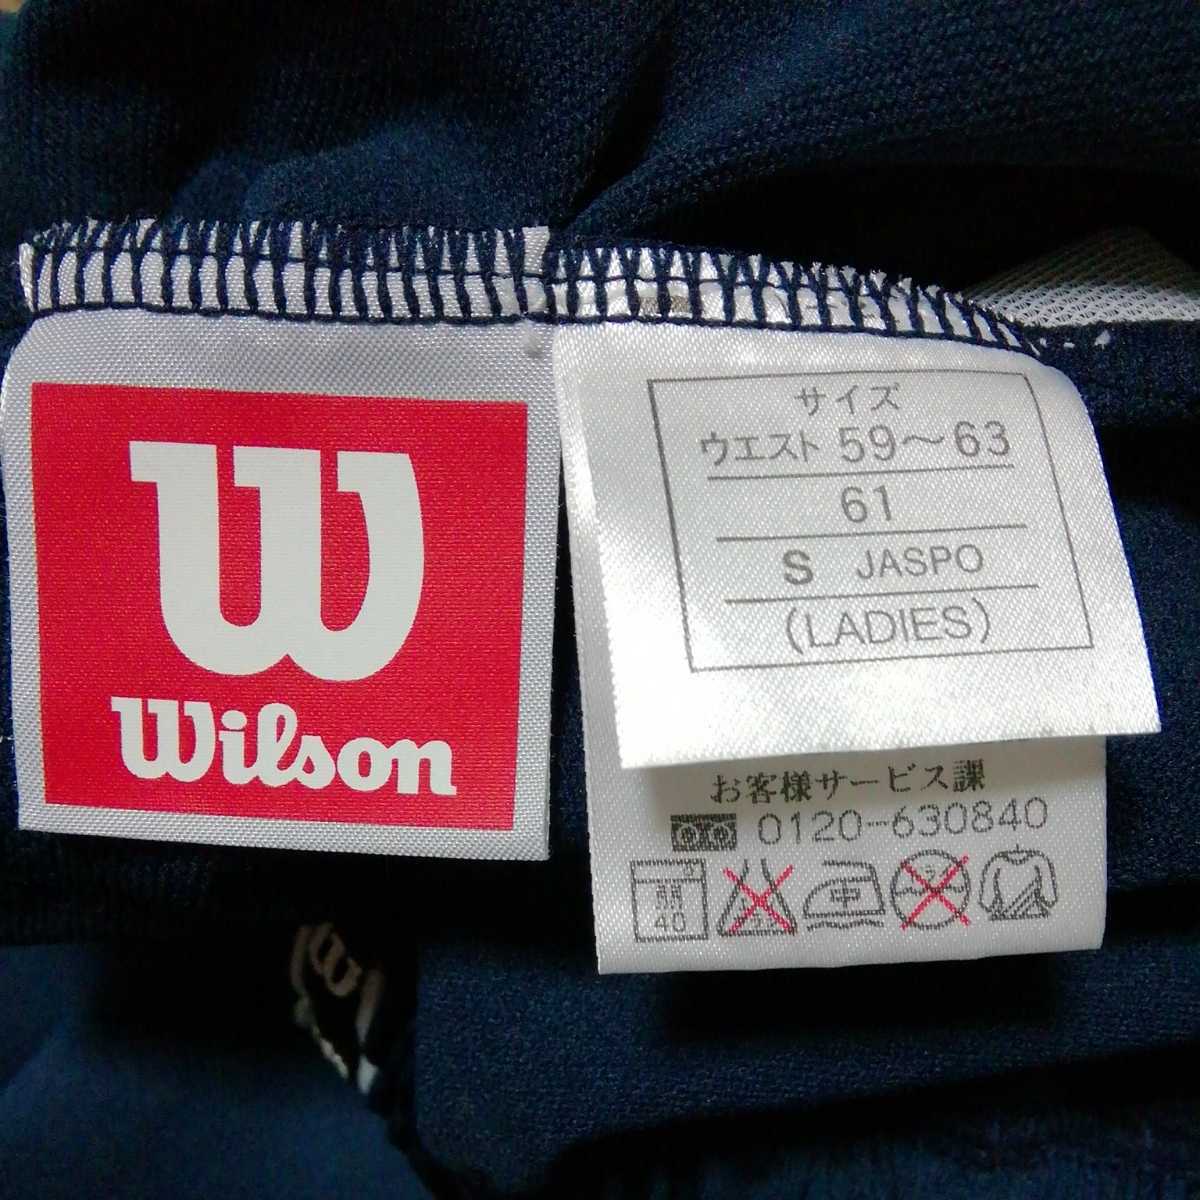 W
Wilson
サイズ
ウエスト 59〜63
61
S JASPO
(LADIES)
お客様サービス課
0120-630840
40 中
W